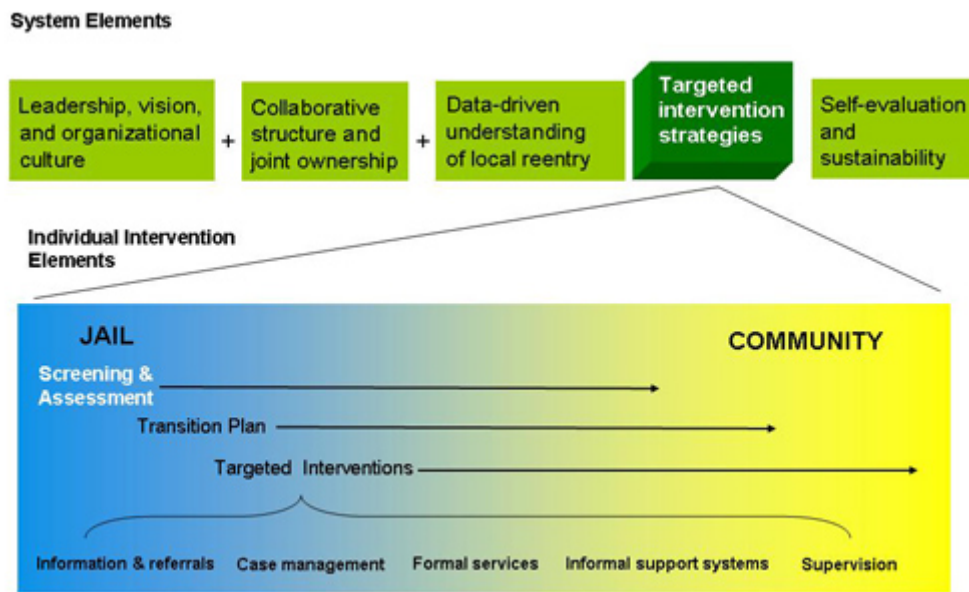 System Elements
Leadership, vision,
and organizational
culture
+
Collaborative
structure and
joint ownership
+
Data-driven
understanding
of local reentry
Targeted
intervention
strategies
Self-evaluation
and
sustainability
Individual Intervention
Elements
JAIL
COMMUNITY
Screening &
Assessment
Transition Plan
Targeted Interventions
Information & referrals
Case management
Formal services
Informal support systems
Supervision